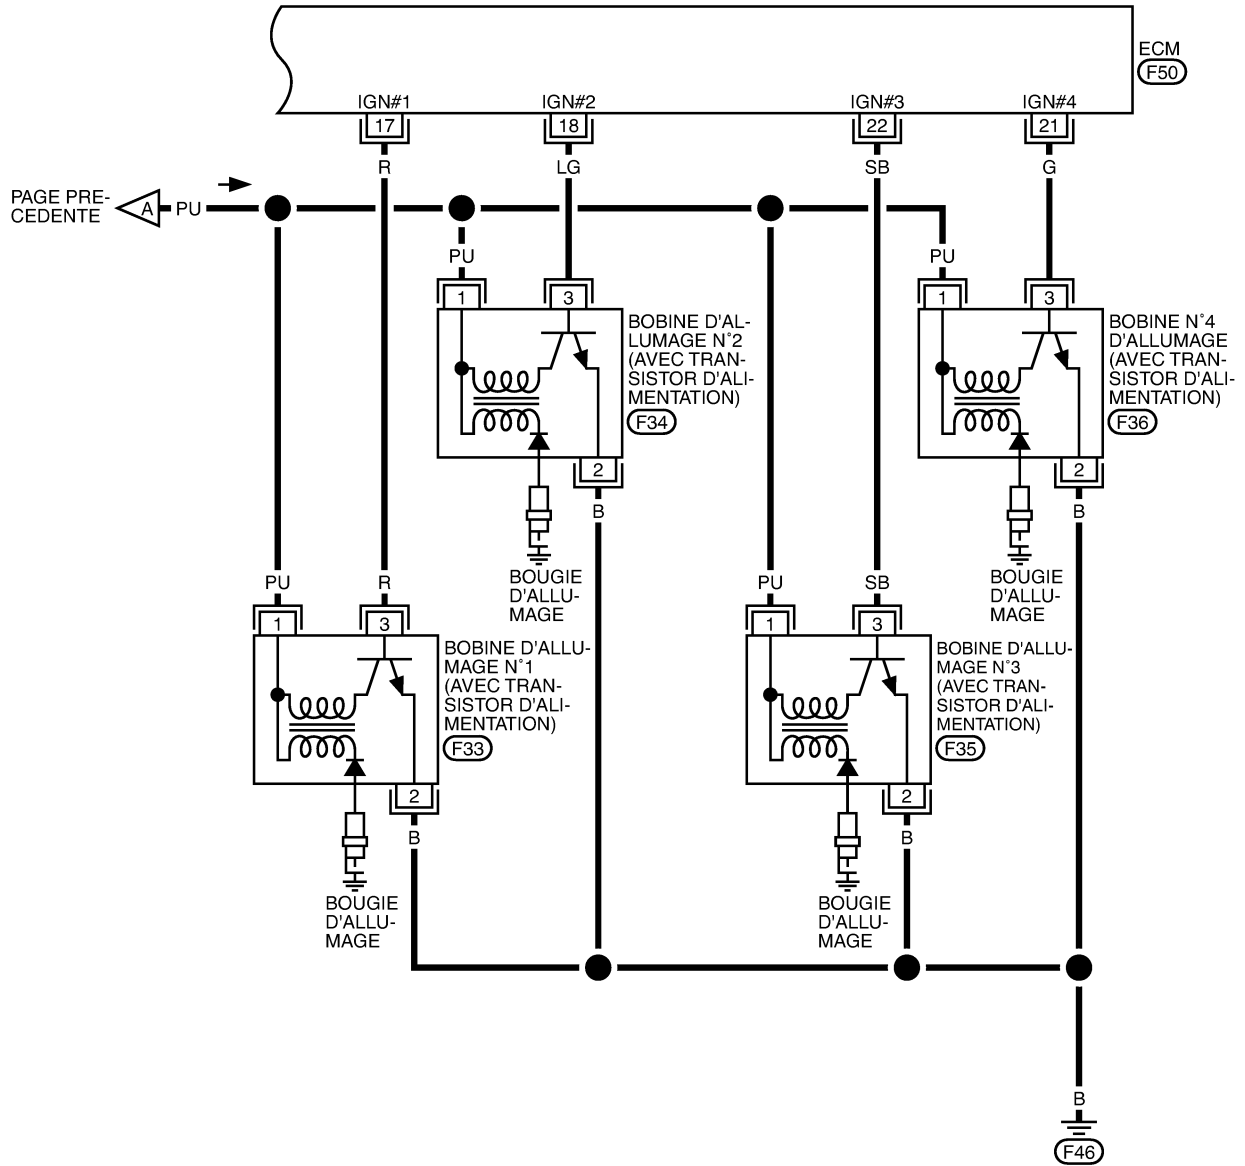 ECM
F50
IGN#1
IGN#2
IGN#3
IGN#4
17
18
22
21
R
LG
SB
G
PAGE PRE-
CEDENTE
A
PU
PU
PU
1
3
1
3
BOBINE D'AL-
LUMAGE N°2
(AVEC TRAN-
SISTOR D'ALI-
MENTATION)
F34
BOBINE N°4
D'ALLUMAGE
(AVEC TRAN-
SISTOR D'ALI-
MENTATION)
F36
2
2
B
B
BOUGIE
D'ALLU-
MAGE
BOUGIE
D'ALLU-
MAGE
PU
R
PU
SB
1
3
1
3
BOBINE D'ALLU-
MAGE N°1
(AVEC TRAN-
SISTOR D'ALI-
MENTATION)
F33
BOBINE D'ALLU-
MAGE N°3
(AVEC TRAN-
SISTOR D'ALI-
MENTATION)
F35
2
2
B
B
BOUGIE
D'ALLU-
MAGE
BOUGIE
D'ALLU-
MAGE
B
F46